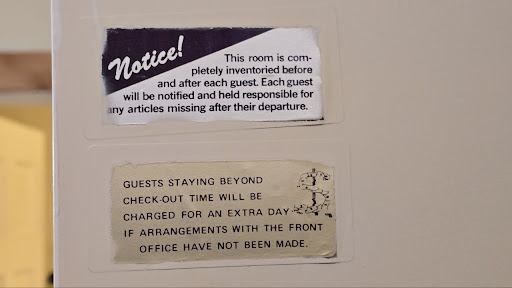 Notice!
This room is com-
pletely inventoried before
and after each guest. Each guest
will be notified and held responsible for
any articles missing after their departure.
GUESTS STAYING BEYOND
CHECK-OUT TIME WILL BE
CHARGED FOR AN EXTRA DAY
IF ARRANGEMENTS WITH THE FRONT
OFFICE HAVE NOT BEEN MADE.
$